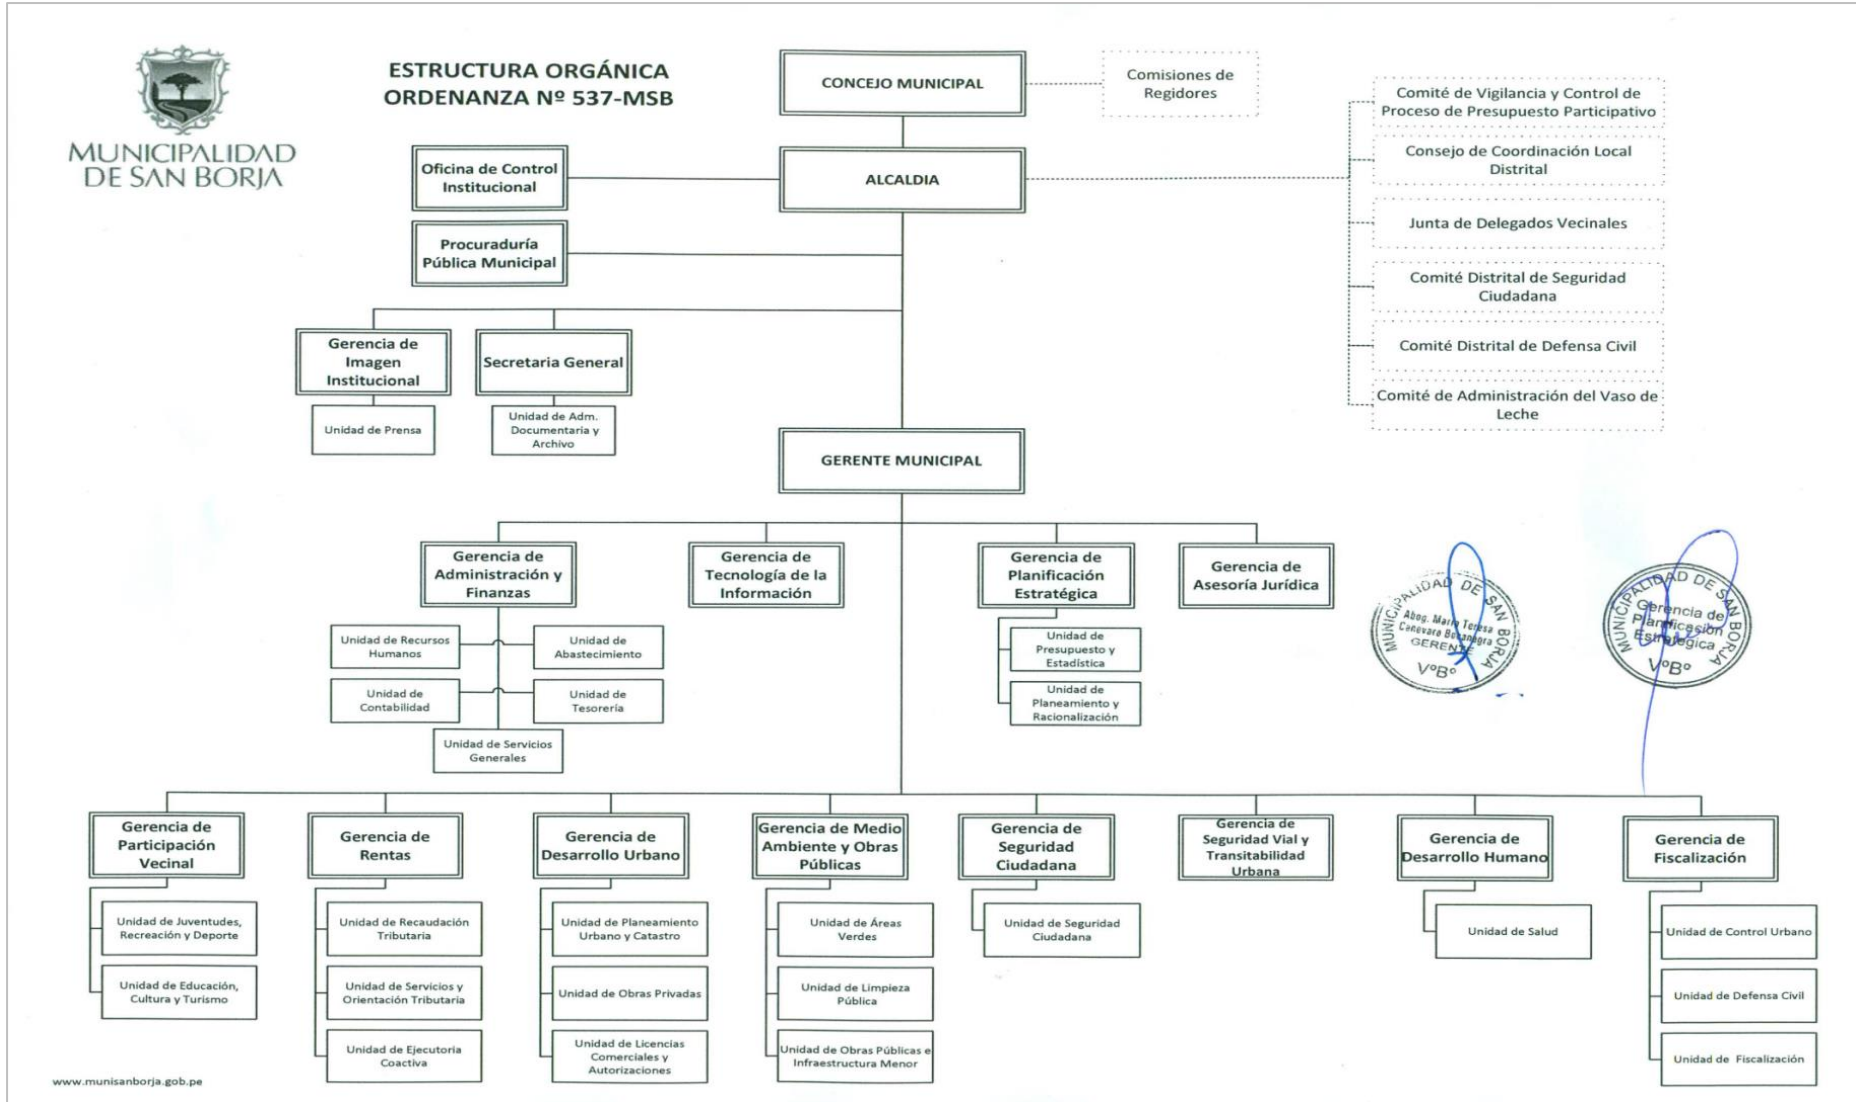 MUNICIPALIDAD
DE SAN BORJA
ESTRUCTURA ORGÁNICA
ORDENANZA Nº 537-MSB
CONCEJO MUNICIPAL
Comisiones de
Regidores
Comité de Vigilancia y Control de
Proceso de Presupuesto Participativo
Consejo de Coordinación Local
Distrital
Junta de Delegados Vecinales
Comité Distrital de Seguridad
Ciudadana
Comité Distrital de Defensa Civil
Comité de Administración del Vaso de
Leche
Oficina de Control
Institucional
ALCALDIA
Procuraduría
Pública Municipal
Gerencia de
Imagen
Institucional
Secretaria General
Unidad de Prensa
Unidad de Adm.
Documentaria y
Archivo
GERENTE MUNICIPAL
Gerencia de
Administración y
Finanzas
Gerencia de
Tecnología de la
Información
Gerencia de
Planificación
Estratégica
Gerencia de
Asesoría Jurídica
Unidad de Recursos
Humanos
Unidad de
Abastecimiento
Unidad de
Contabilidad
Unidad de
Tesorería
Unidad de Servicios
Generales
Unidad de
Presupuesto y
Estadística
Unidad de
Planeamiento y
Racionalización
MUNICIPALIDAD DE SAN BORJA
Abog. María Teresa
GERENTE
VºBº
MUNICIPALIDAD DE SAN BORJA
Gerencia de
Planificación
Estratégica
VºBº
Gerencia de
Participación
Vecinal
Gerencia de
Rentas
Gerencia de
Desarrollo Urbano
Gerencia de Medio
Ambiente y Obras
Públicas
Gerencia de
Seguridad
Ciudadana
Gerencia de
Seguridad Vial y
Transitabilidad
Urbana
Gerencia de
Desarrollo Humano
Gerencia de
Fiscalización
Unidad de Juventudes,
Recreación y Deporte
Unidad de Educación,
Cultura y Turismo
Unidad de Recaudación
Tributaria
Unidad de Servicios y
Orientación Tributaria
Unidad de Ejecutoria
Coactiva
Unidad de Planeamiento
Urbano y Catastro
Unidad de Obras Privadas
Unidad de Licencias
Comerciales y
Autorizaciones
Unidad de Áreas
Verdes
Unidad de Limpieza
Pública
Unidad de Obras Públicas e
Infraestructura Menor
Unidad de Seguridad
Ciudadana
Unidad de Salud
Unidad de Control Urbano
Unidad de Defensa Civil
Unidad de Fiscalización
www.munisanborja.gob.pe